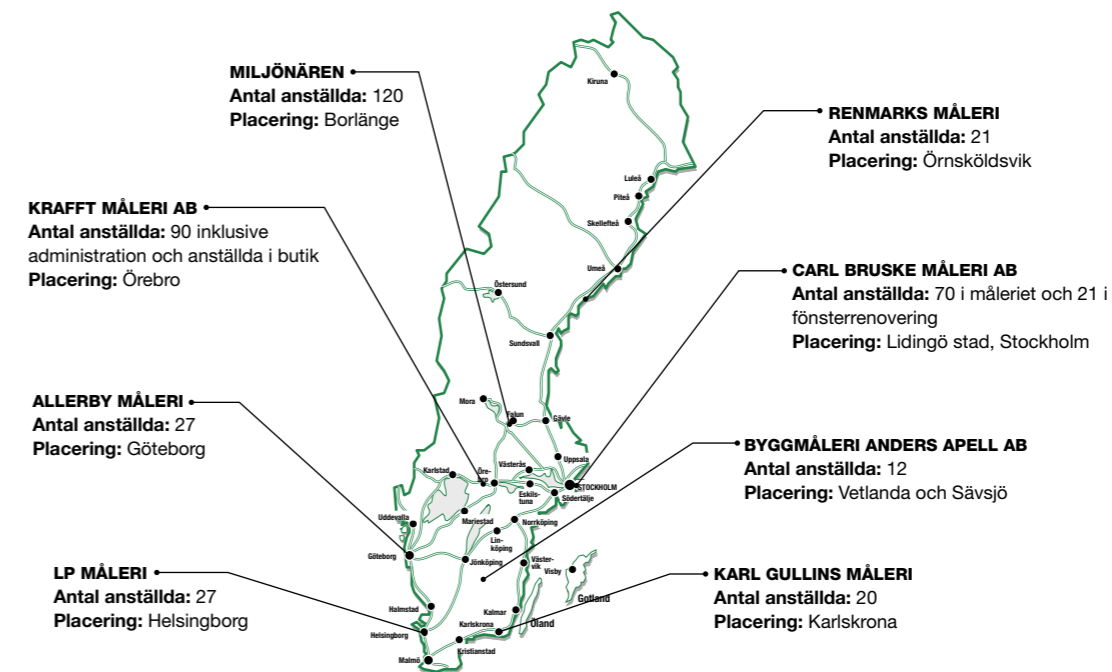 MILJÖNÄREN
Antal anställda: 120
Placering: Borlänge
RENMARKS MÅLERI
Antal anställda: 21
Placering: Örnsköldsvik
KRAFFT MÅLERI AB
Antal anställda: 90 inklusive
administration och anställda i butik
Placering: Örebro
CARL BRUSKE MÅLERI AB
Antal anställda: 70 i måleriet och 21 i
fönsterrenovering
Placering: Lidingö stad, Stockholm
ALLERBY MÅLERI
Antal anställda: 27
Placering: Göteborg
BYGGMÅLERI ANDERS APELL AB
Antal anställda: 12
Placering: Vetlanda och Sävsjö
LP MÅLERI
Antal anställda: 27
Placering: Helsingborg
KARL GULLINS MÅLERI
Antal anställda: 20
Placering: Karlskrona
Kiruna
Luleå
Piteå
Skellefteå
Umeå
Östersund
Sundsvall
Mora
Falun
Gävle
Uppsala
Karlstad
Öre-
bro
Västerås
STOCKHOLM
Eskils-
tuna
Södertälje
Uddevalla
Mariestad
Norrköping
Lin-
köping
Göteborg
Jönköping
Väster-
vik
Visby
Gotland
Halmstad
Kalmar
Öland
Helsingborg
Karlskrona
Kristianstad
Malmö